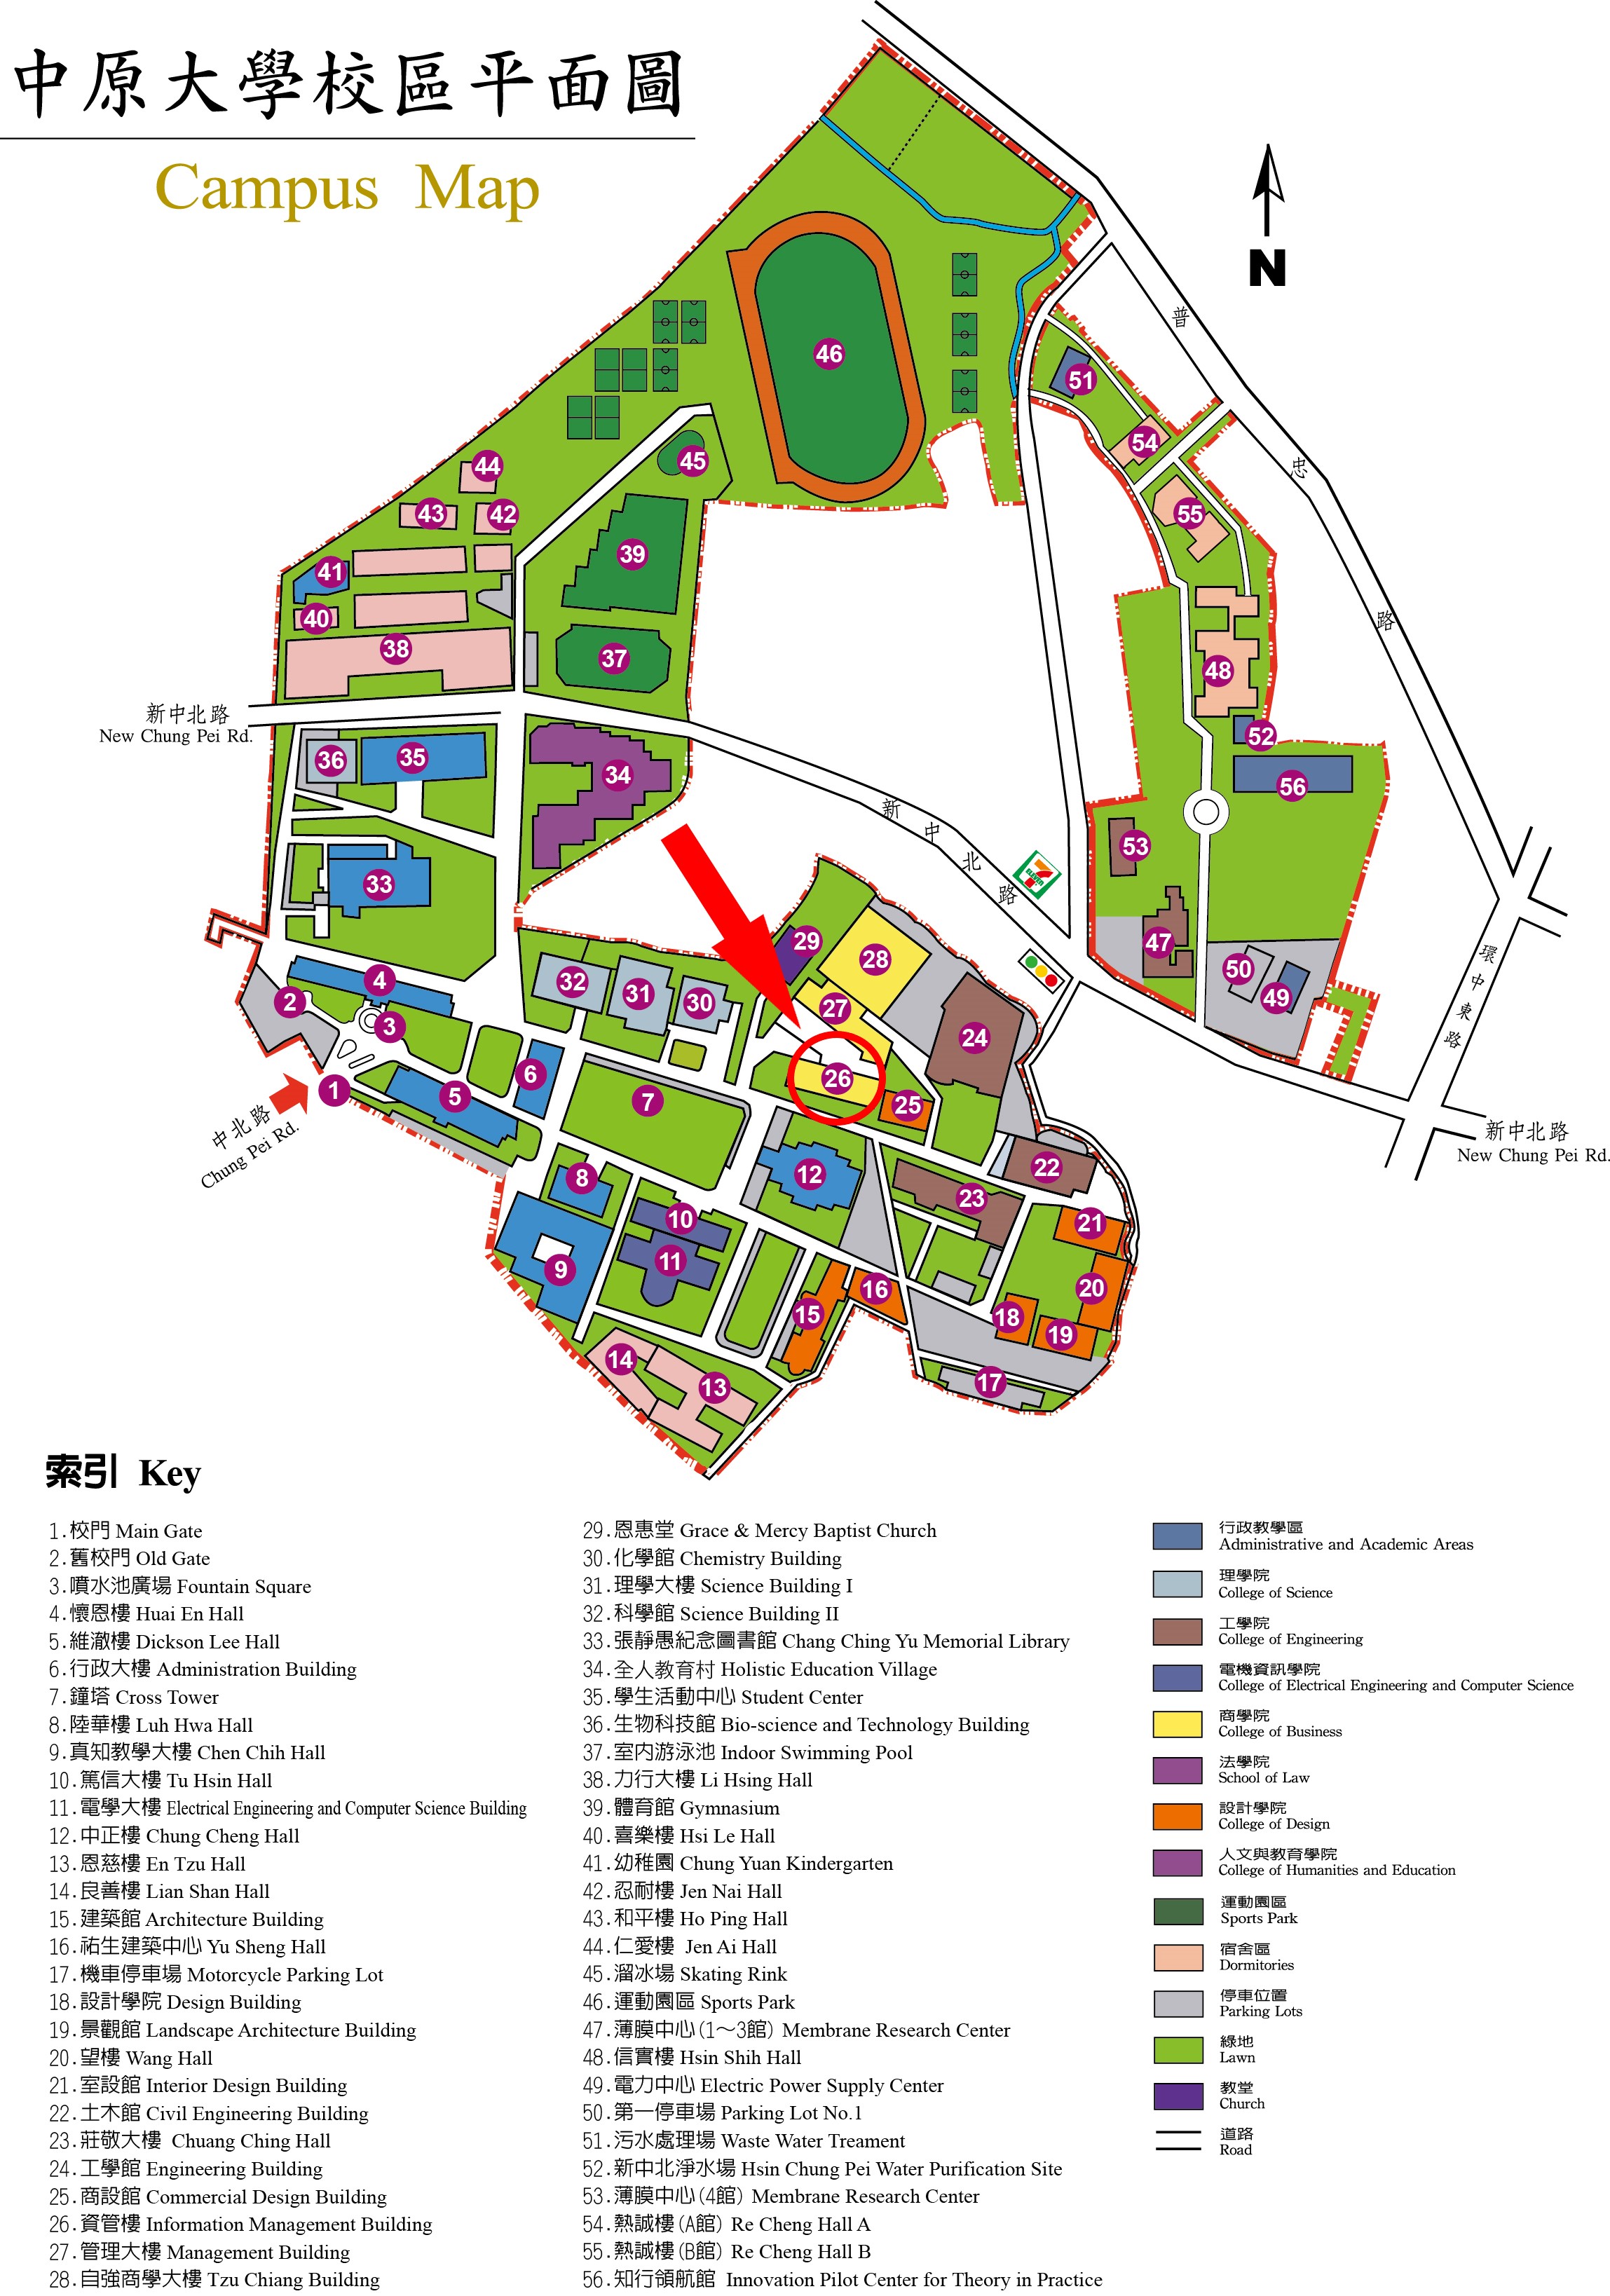 中原大學校區平面圖
Campus Map
N
普
忠
路
46
51
54
55
45
44
43
42
39
41
40
38
37
48
新中北路
New Chung Pei Rd.
52
56
36
35
34
新
中
北
路
7
ELEVEN
53
33
47
50
49
環
中
東
路
29
28
27
32
31
30
4
2
3
24
26
25
1
5
6
7
中北路
Chung Pei Rd.
新中北路
New Chung Pei Rd.
12
22
8
23
10
21
9
11
20
15
16
18
19
14
13
17
索引 Key
1.校門 Main Gate
2.舊校門 Old Gate
3.噴水池廣場 Fountain Square
4.懷恩樓 Huai En Hall
5.維澈樓 Dickson Lee Hall
6.行政大樓 Administration Building
7.鐘塔 Cross Tower
8.陸華樓 Luh Hwa Hall
9.真知教學大樓 Chen Chih Hall
10.篤信大樓 Tu Hsin Hall
11.電學大樓 Electrical Engineering and Computer Science Building
12.中正樓 Chung Cheng Hall
13.恩慈樓 En Tzu Hall
14.良善樓 Lian Shan Hall
15.建築館 Architecture Building
16.祐生建築中心 Yu Sheng Hall
17.機車停車場 Motorcycle Parking Lot
18.設計學院 Design Building
19.景觀館 Landscape Architecture Building
20.望樓 Wang Hall
21.室設館 Interior Design Building
22.土木館 Civil Engineering Building
23.莊敬大樓 Chuang Ching Hall
24.工學館 Engineering Building
25.商設館 Commercial Design Building
26.資管樓 Information Management Building
27.管理大樓 Management Building
28.自強商學大樓 Tzu Chiang Building
29.恩惠堂 Grace & Mercy Baptist Church
30.化學館 Chemistry Building
31.理學大樓 Science Building I
32.科學館 Science Building II
33.張靜愚紀念圖書館 Chang Ching Yu Memorial Library
34.全人教育村 Holistic Education Village
35.學生活動中心 Student Center
36.生物科技館 Bio-science and Technology Building
37.室內游泳池 Indoor Swimming Pool
38.力行大樓 Li Hsing Hall
39.體育館 Gymnasium
40.喜樂樓 Hsi Le Hall
41.幼稚園 Chung Yuan Kindergarten
42.忍耐樓 Jen Nai Hall
43.和平樓 Ho Ping Hall
44.仁愛樓 Jen Ai Hall
45.溜冰場 Skating Rink
46.運動園區 Sports Park
47.薄膜中心(1～3館) Membrane Research Center
48.信實樓 Hsin Shih Hall
49.電力中心 Electric Power Supply Center
50.第一停車場 Parking Lot No.1
51.污水處理場 Waste Water Treament
52.新中北淨水場 Hsin Chung Pei Water Purification Site
53.薄膜中心(4館) Membrane Research Center
54.熱誠樓(A館) Re Cheng Hall A
55.熱誠樓(B館) Re Cheng Hall B
56.知行領航館 Innovation Pilot Center for Theory in Practice
行政教學區
Administrative and Academic Areas
理學院
College of Science
工學院
College of Engineering
電機資訊學院
College of Electrical Engineering and Computer Science
商學院
College of Business
法學院
School of Law
設計學院
College of Design
人文與教育學院
College of Humanities and Education
運動園區
Sports Park
宿舍區
Dormitories
停車位置
Parking Lots
綠地
Lawn
教堂
Church
道路
Road